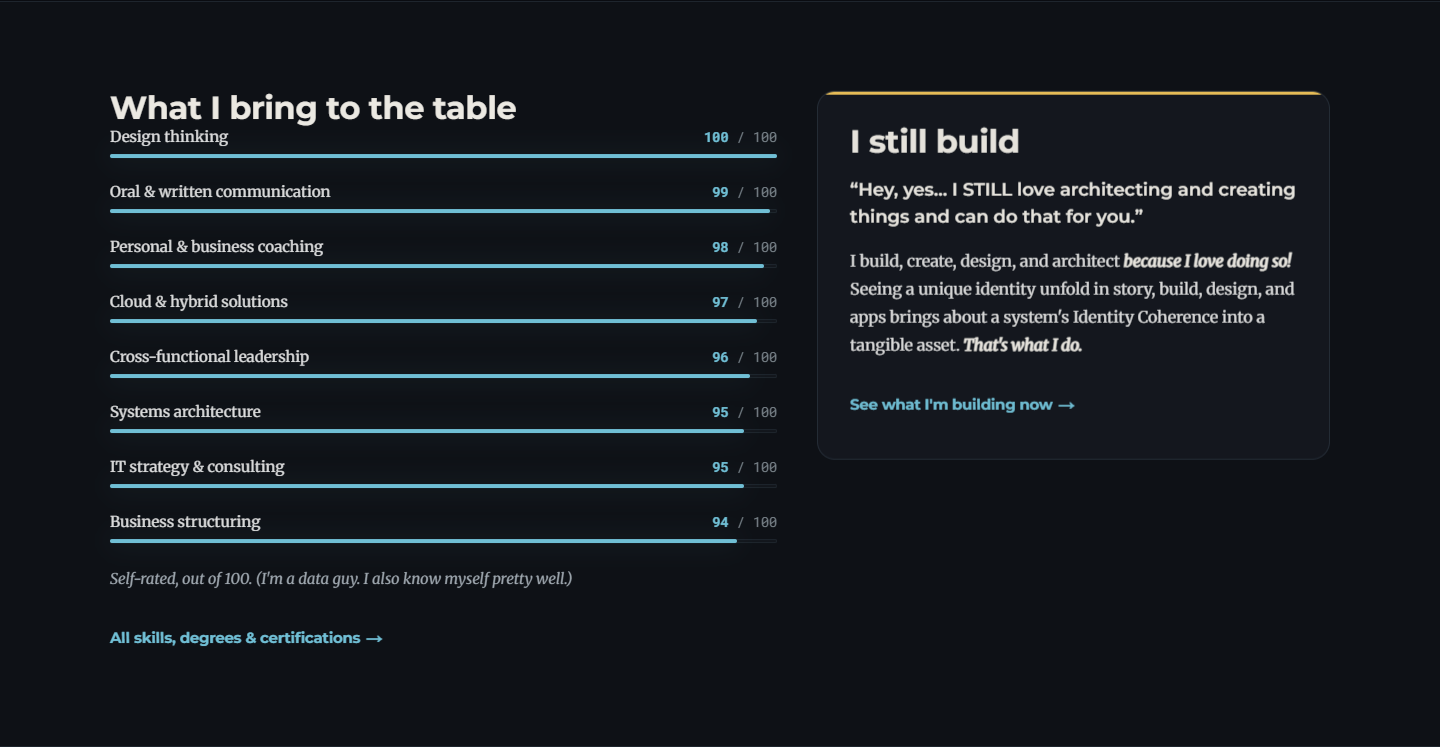 What I bring to the table
Design thinking 100 / 100
Oral & written communication 99 / 100
Personal & business coaching 98 / 100
Cloud & hybrid solutions 97 / 100
Cross-functional leadership 96 / 100
Systems architecture 95 / 100
IT strategy & consulting 95 / 100
Business structuring 94 / 100
Self-rated, out of 100. (I'm a data guy. I also know myself pretty well.)
All skills, degrees & certifications →
I still build
“Hey, yes... I STILL love architecting and creating
things and can do that for you.”
I build, create, design, and architect because I love doing so!
Seeing a unique identity unfold in story, build, design, and
apps brings about a system's Identity Coherence into a
tangible asset. That's what I do.
See what I'm building now →